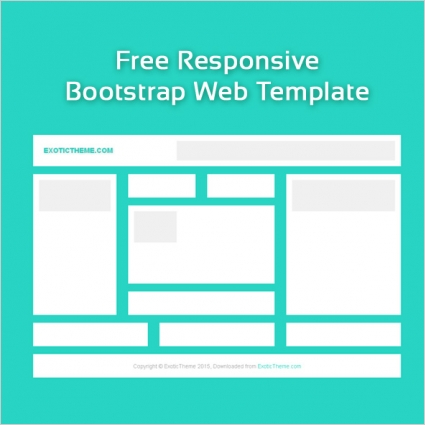 Free Responsive
Bootstrap Web Template
EXOTICTHEME.COM
Copyright © ExoticTheme 2015, Downloaded from ExoticTheme.com